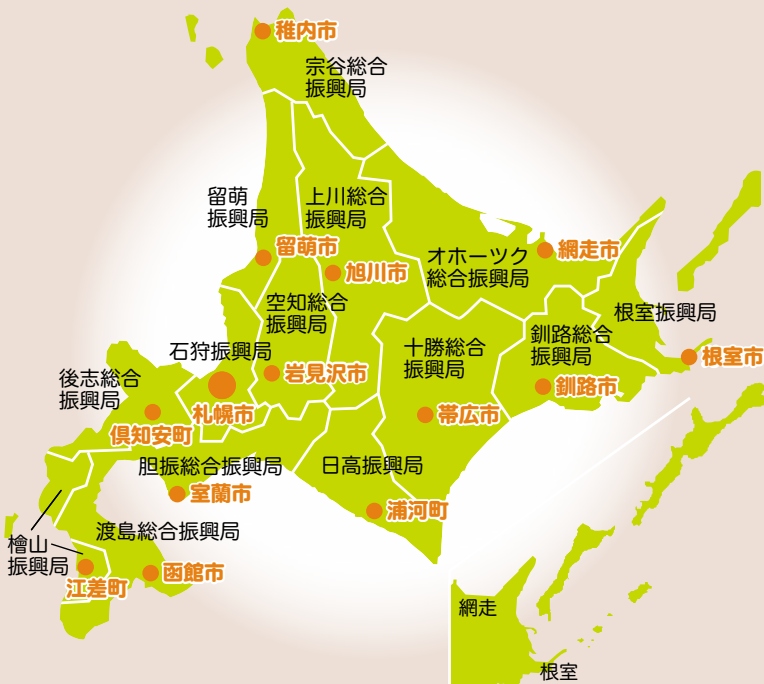 稚内市
宗谷総合
振興局
留萌
振興局
上川総合
振興局
留萌市
旭川市
オホーツク
総合振興局
網走市
空知総合
振興局
根室振興局
石狩振興局
十勝総合
振興局
釧路総合
振興局
根室市
後志総合
振興局
岩見沢市
釧路市
札幌市
帯広市
倶知安町
胆振総合振興局
日高振興局
室蘭市
浦河町
渡島総合振興局
檜山
振興局
江差町
函館市
網走
根室